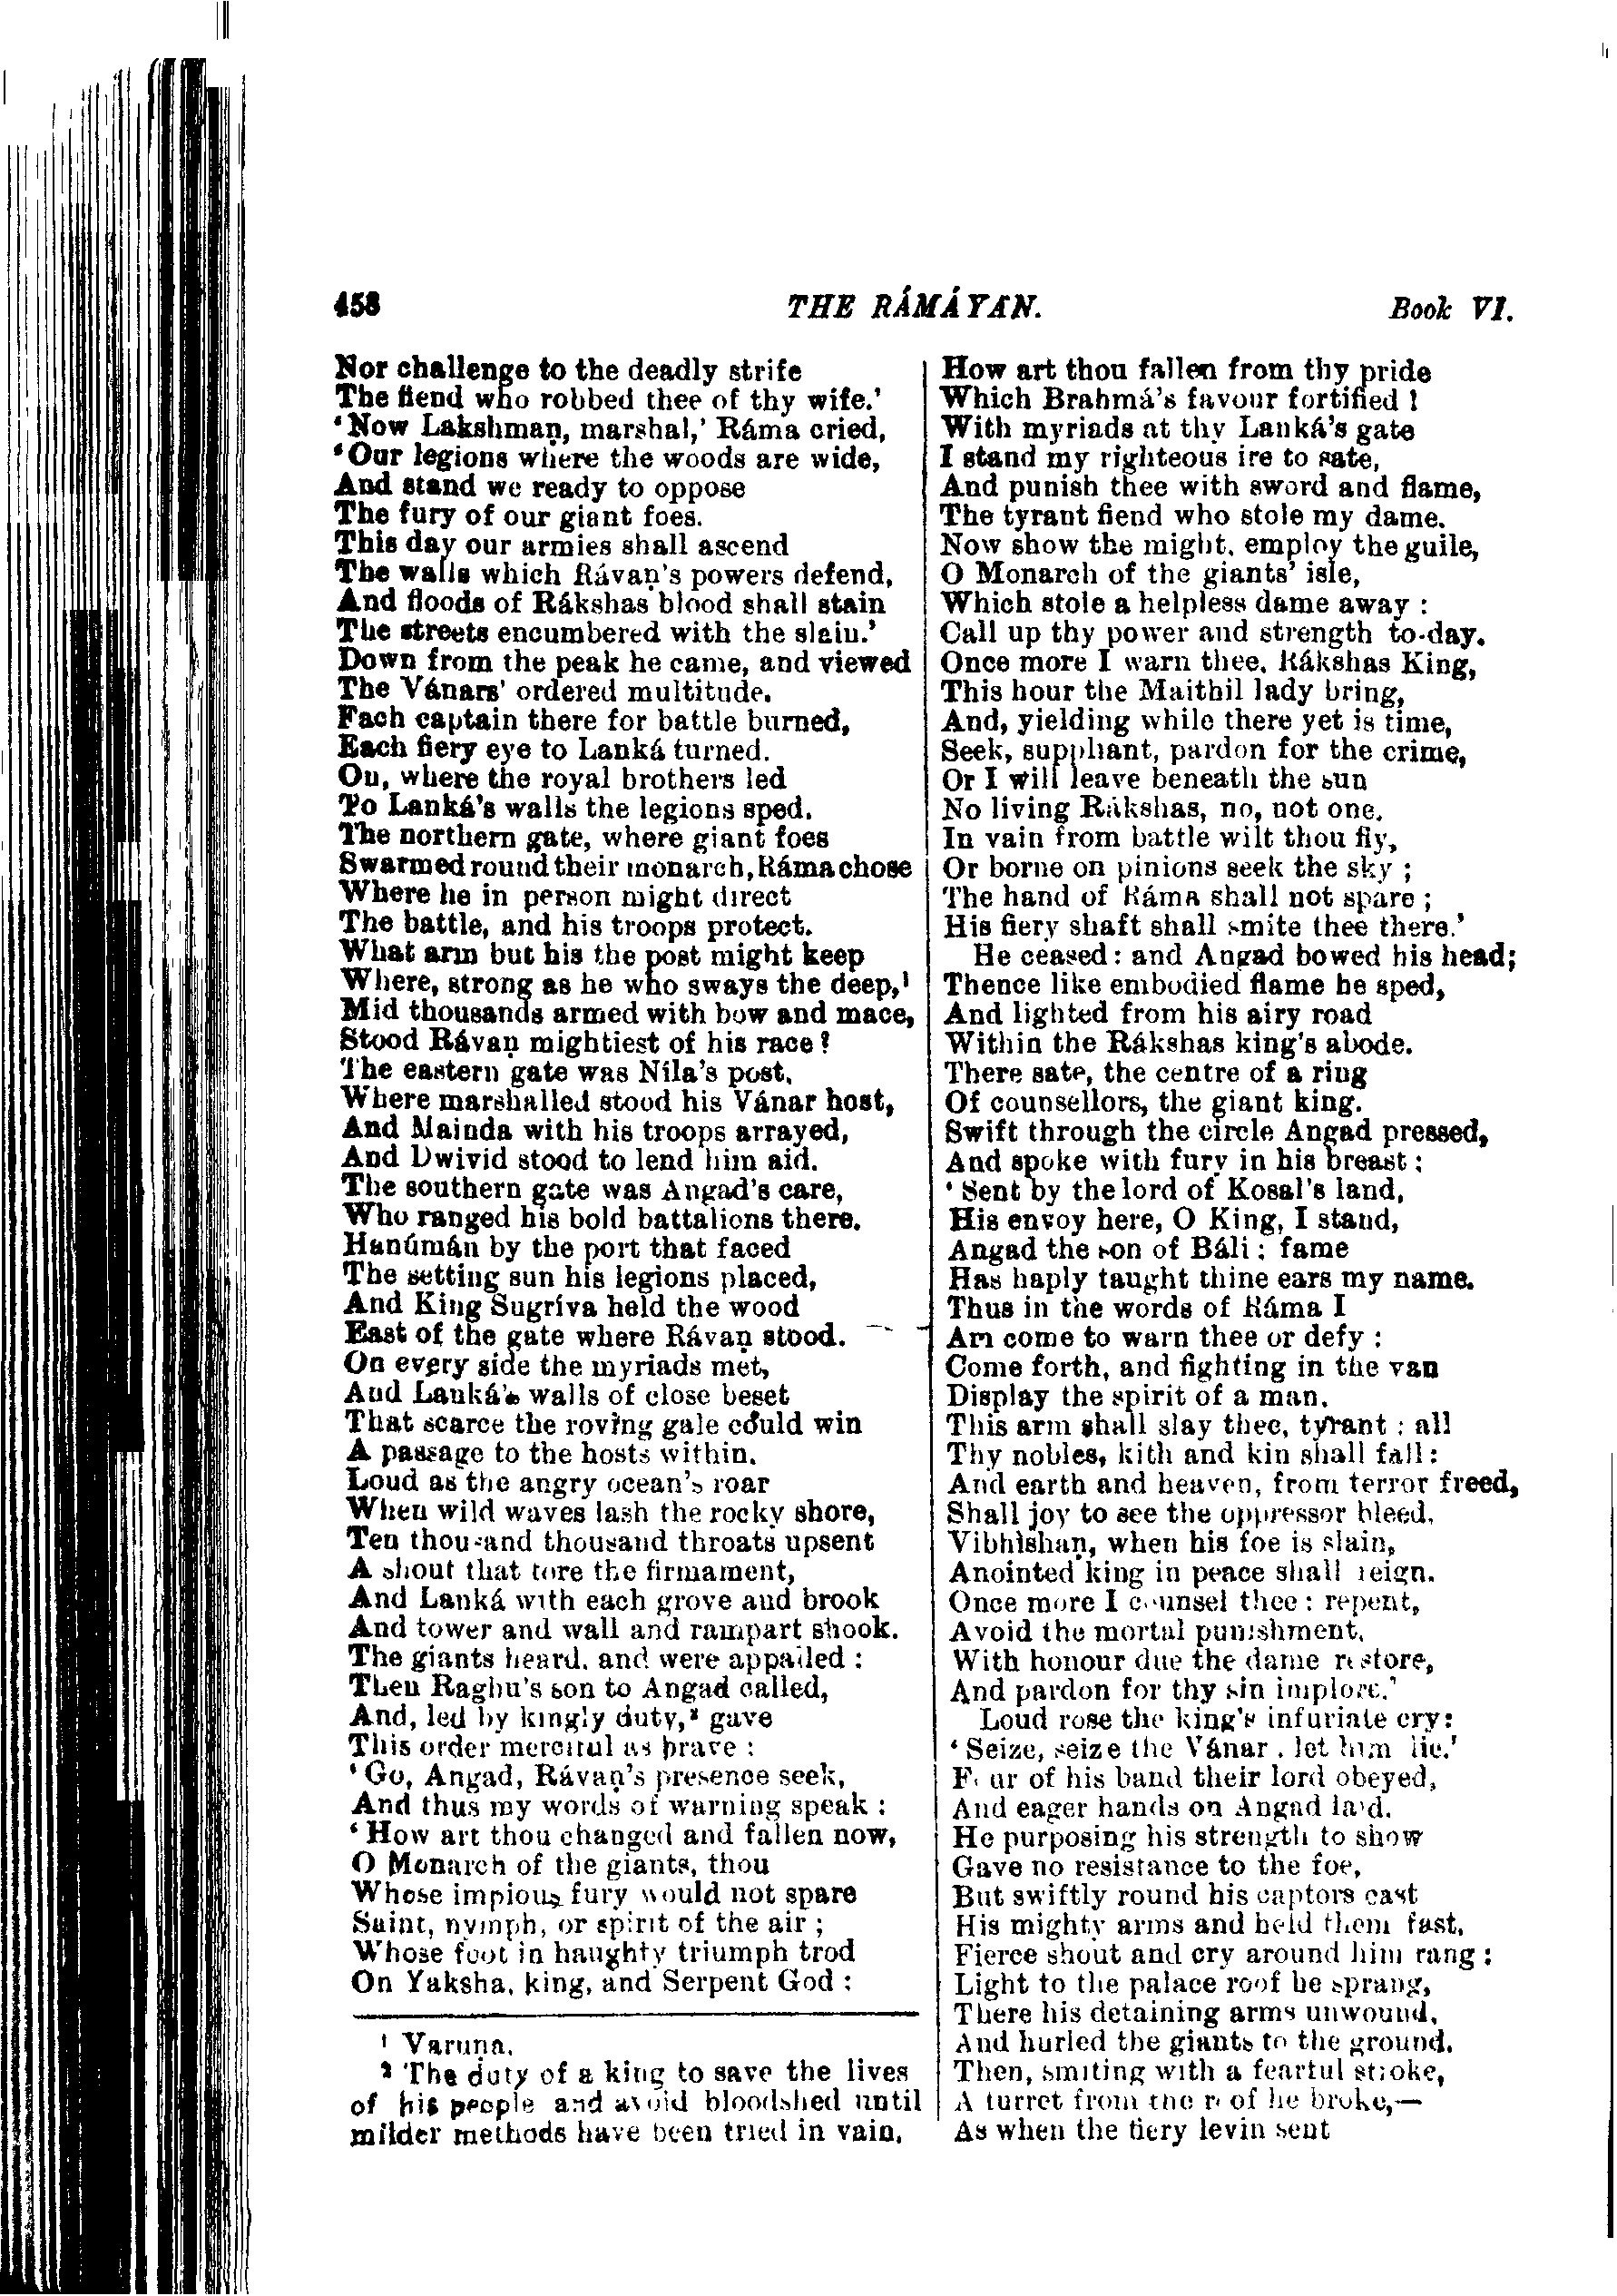 458 THE RÁMÁYAN. Book VI.
Nor challenge to the deadly strife
The fiend who robbed thee of thy wife.'
'Now Lakshmaṇ, marshal,' Ráma cried,
'Our legions where the woods are wide,
And stand we ready to oppose
The fury of our giant foes.
This day our armies shall ascend
The walls which Rávaṇ's powers defend,
And floods of Rákshas blood shall stain
The streets encumbered with the slain.'
Down from the peak he came, and viewed
The Vánars' ordered multitude.
Each captain there for battle burned,
Each fiery eye to Lanká turned.
On, where the royal brothers led
To Lanká's walls the legions sped.
The northern gate, where giant foes
Swarmed round their monarch, Ráma chose
Where he in person might direct
The battle, and his troops protect.
What arm but his the post might keep
Where, strong as he who sways the deep,¹
Mid thousands armed with bow and mace,
Stood Rávaṇ mightiest of his race?
The eastern gate was Nila's post,
Where marshalled stood his Vánar host,
And Mainda with his troops arrayed,
And Dwivid stood to lend him aid.
The southern gate was Angad's care,
Who ranged his bold battalions there.
Hanúmán by the port that faced
The setting sun his legions placed,
And King Sugríva held the wood
East of the gate where Rávaṇ stood.
On every side the myriads met,
And Lanká's walls of close beset
That scarce the roving gale could win
A passage to the hosts within.
Loud as the angry ocean's roar
When wild waves lash the rocky shore,
Ten thousand thousand throats upsent
A shout that tore the firmament,
And Lanká with each grove and brook
And tower and wall and rampart shook.
The giants heard, and were appalled:
Then Raghu's son to Angad called,
And, led by kingly duty,² gave
This order merciful as brave:
'Go, Angad, Rávaṇ's presence seek,
And thus my words of warning speak:
'How art thou changed and fallen now,
O Monarch of the giants, thou
Whose impious fury would not spare
Saint, nymph, or spirit of the air;
Whose foot in haughty triumph trod
On Yaksha, king, and Serpent God:
¹ Varuṇa.
² The duty of a king to save the lives
of his people and avoid bloodshed until
milder methods have been tried in vain.
How art thou fallen from thy pride
Which Brahmá's favour fortified!
With myriads at thy Lanká's gate
I stand my righteous ire to sate,
And punish thee with sword and flame,
The tyrant fiend who stole my dame.
Now show the might, employ the guile,
O Monarch of the giants' isle,
Which stole a helpless dame away:
Call up thy power and strength to-day.
Once more I warn thee, Rákshas King,
This hour the Maithil lady bring,
And, yielding while there yet is time,
Seek, suppliant, pardon for the crime,
Or I will leave beneath the sun
No living Rákshas, no, not one.
In vain from battle wilt thou fly,
Or borne on pinions seek the sky;
The hand of Ráma shall not spare;
His fiery shaft shall smite thee there.'
He ceased: and Angad bowed his head;
Thence like embodied flame he sped,
And lighted from his airy road
Within the Rákshas king's abode.
There sate, the centre of a ring
Of counsellors, the giant king.
Swift through the circle Angad pressed,
And spoke with fury in his breast:
'Sent by the lord of Kosal's land,
His envoy here, O King, I stand,
Angad the son of Báli: fame
Has haply taught thine ears my name.
Thus in the words of Ráma I
Am come to warn thee or defy:
Come forth, and fighting in the van
Display the spirit of a man.
This arm shall slay thee, tyrant: all
Thy nobles, kith and kin shall fall:
And earth and heaven, from terror freed,
Shall joy to see the oppressor bleed.
Vibhishaṇ, when his foe is slain,
Anointed king in peace shall reign.
Once more I counsel thee: repent,
Avoid the mortal punishment,
With honour due the dame restore,
And pardon for thy sin implore.'
Loud rose the king's infuriate cry:
'Seize, seize the Vánar, let him die.'
Four of his band their lord obeyed,
And eager hands on Angad laid.
He purposing his strength to show
Gave no resistance to the foe,
But swiftly round his captors cast
His mighty arms and held them fast.
Fierce shout and cry around him rang:
Light to the palace roof he sprang,
There his detaining arms unwound,
And hurled the giants to the ground.
Then, smiting with a fearful stroke,
A turret from the roof he broke,—
As when the fiery levin sent